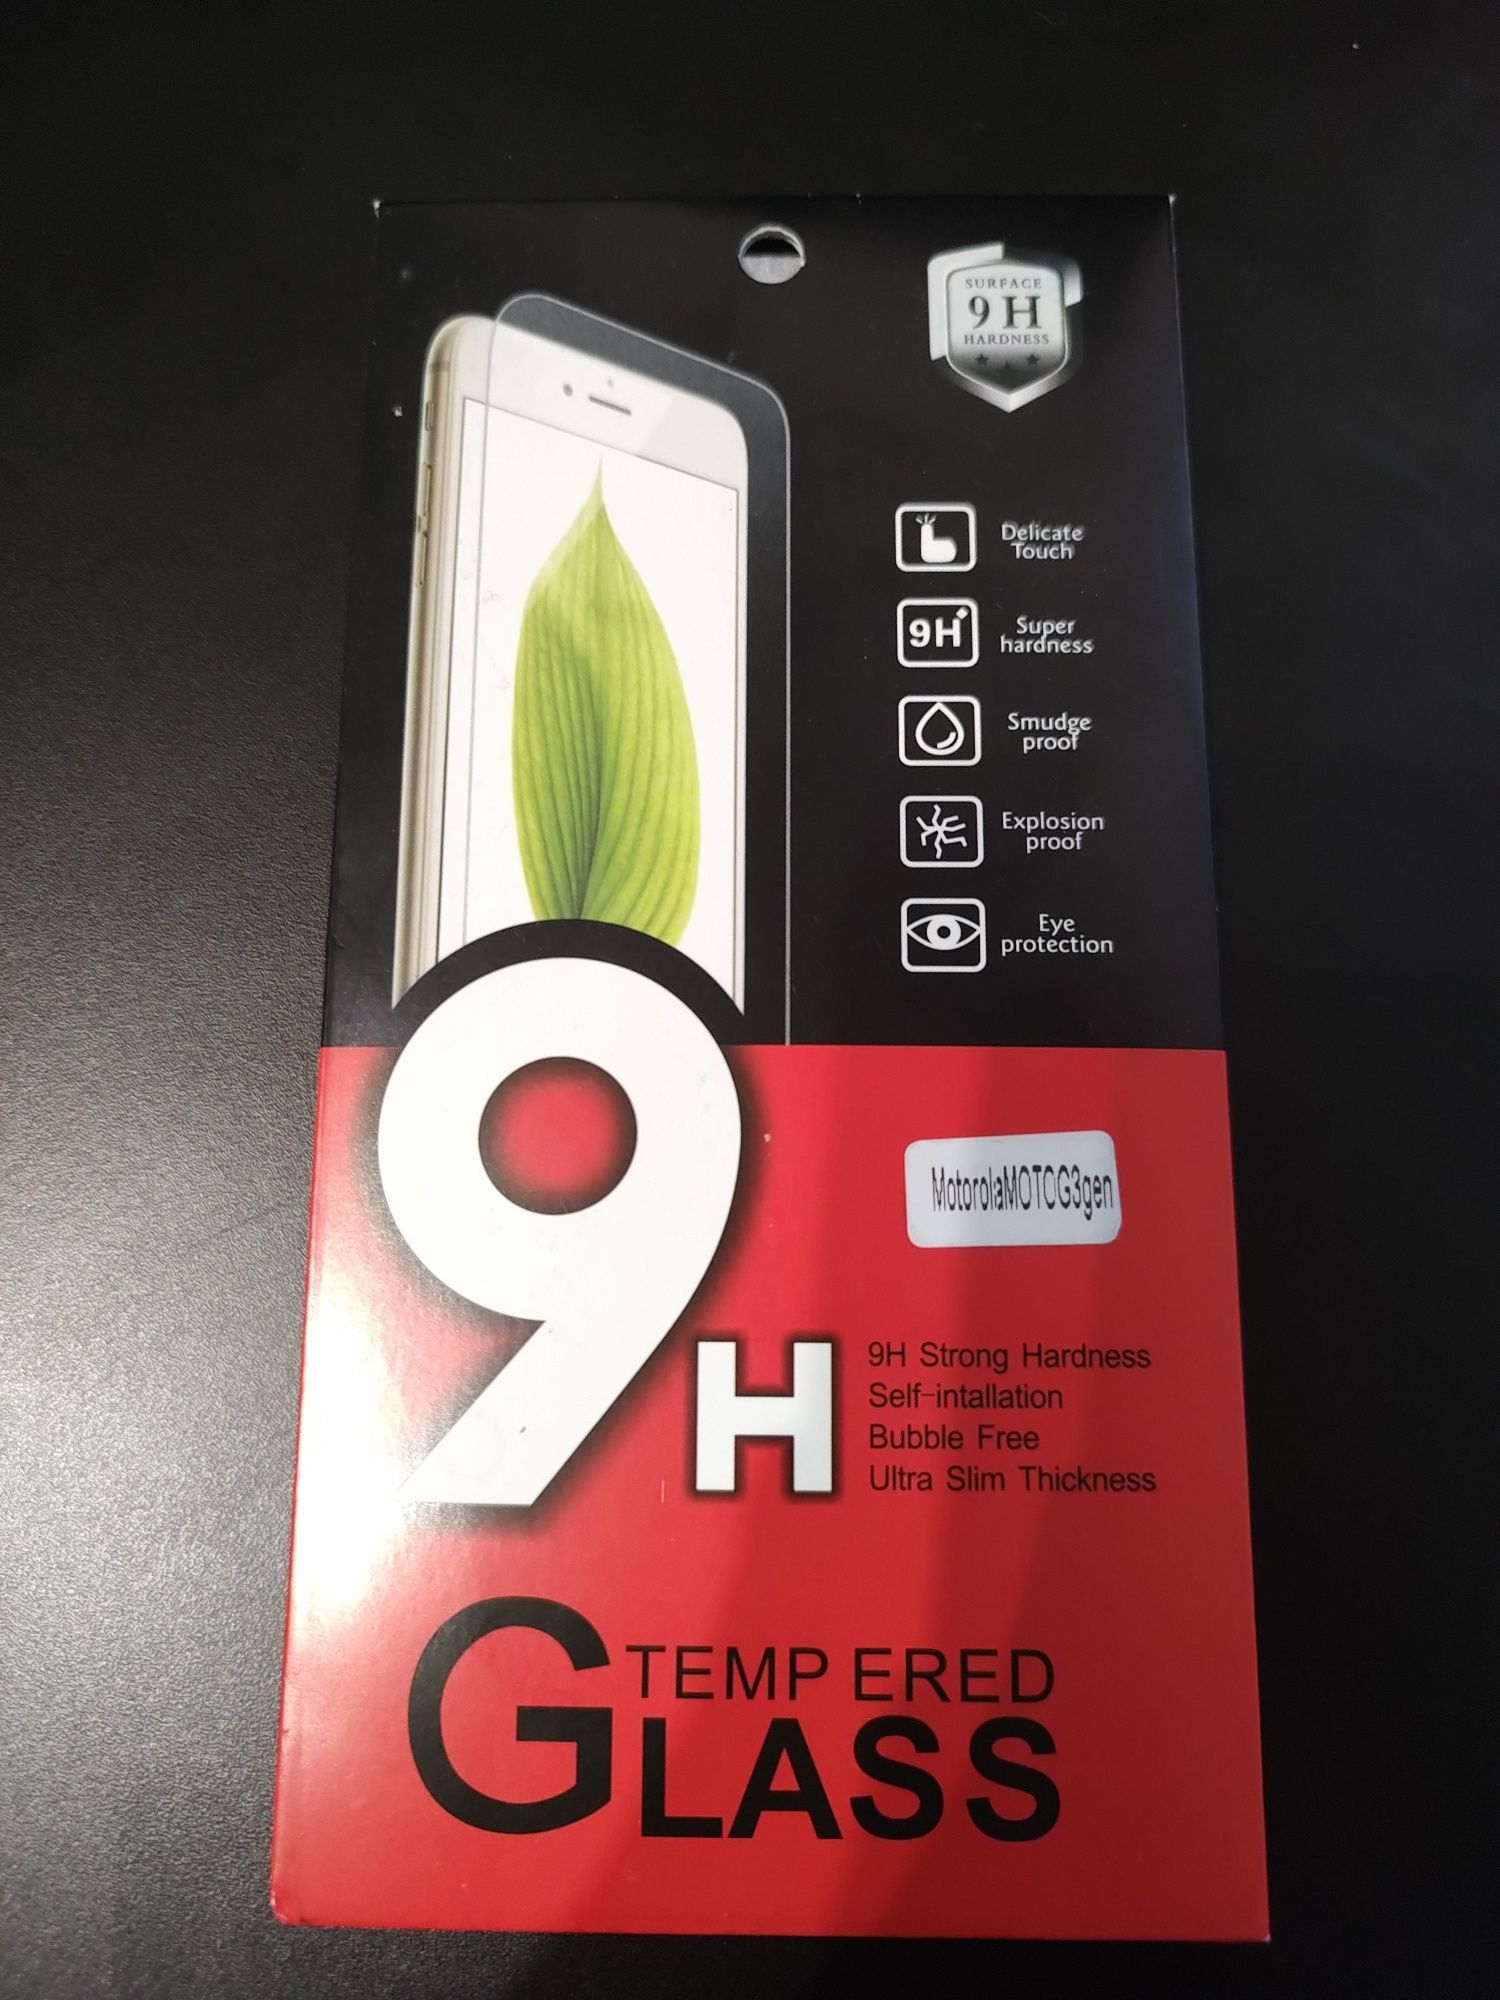 SURFACE
9H
HARDNESS
Delicate
Touch
9H
Super
hardness
Smudge
proof
Explosion
proof
Eye
protection
MotorolaMOTOG3gen
9H
9H Strong Hardness
Self-intallation
Bubble Free
Ultra Slim Thickness
TEMPERED
GLASS